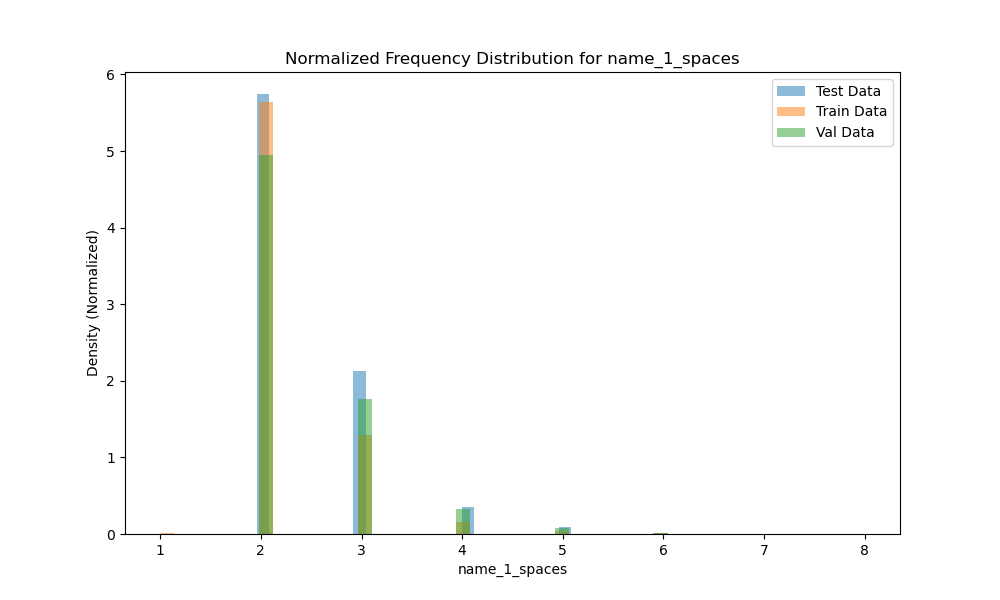 Normalized Frequency Distribution for name_1_spaces
Test Data
Train Data
Val Data
Density (Normalized)
6
5
4
3
2
1
0
1 2 3 4 5 6 7 8
name_1_spaces